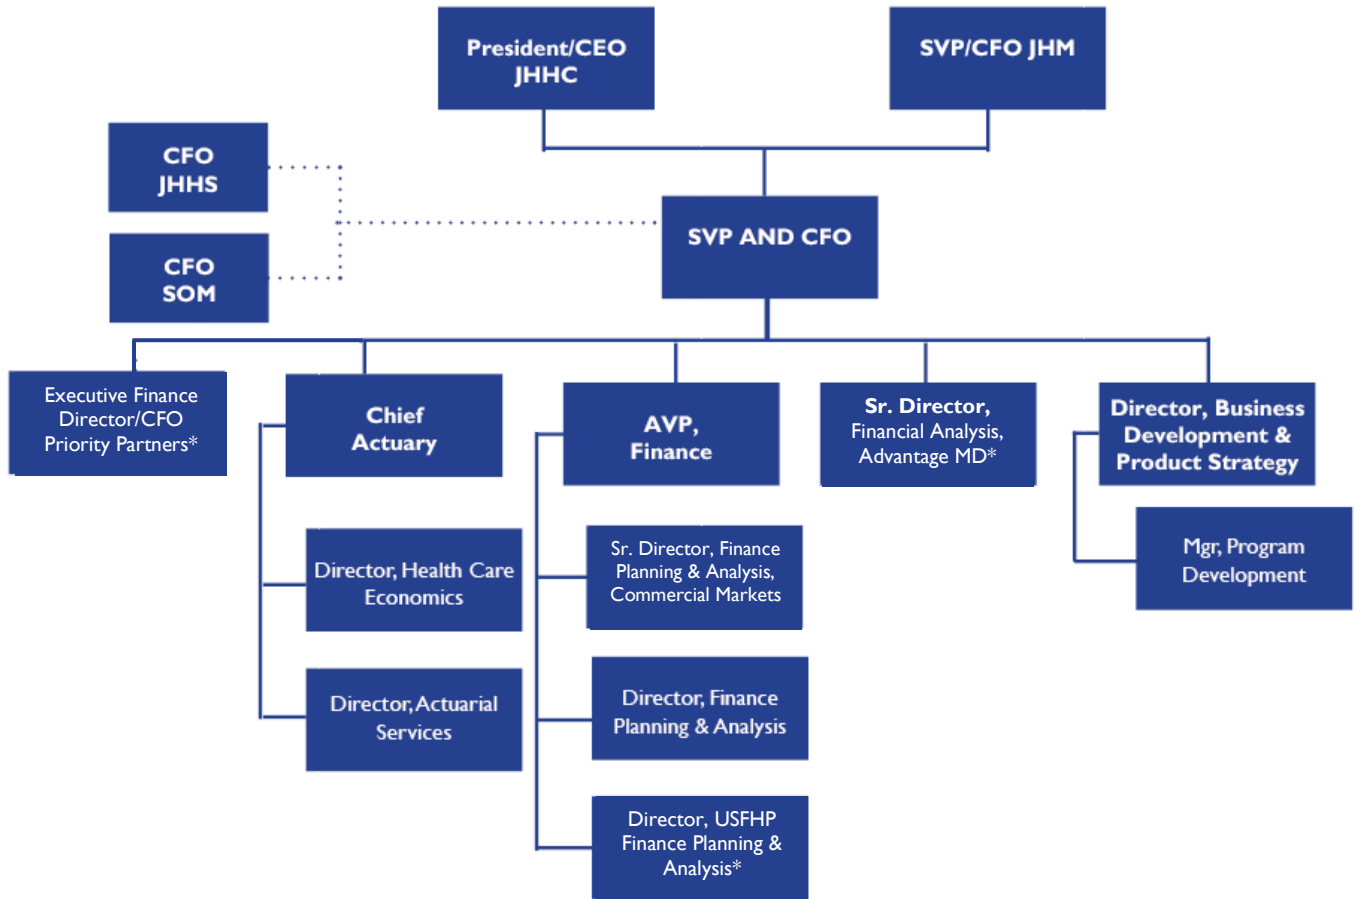 President/CEO
JHHC
SVP/CFO JHM
CFO
JHHS
SVP AND CFO
CFO
SOM
Executive Finance
Director/CFO
Priority Partners*
Chief
Actuary
AVP,
Finance
Sr. Director,
Financial Analysis,
Advantage MD*
Director, Business
Development &
Product Strategy
Director, Health Care
Economics
Sr. Director, Finance
Planning & Analysis,
Commercial Markets
Mgr, Program
Development
Director, Actuarial
Services
Director, Finance
Planning & Analysis
Director, USFHP
Finance Planning &
Analysis*